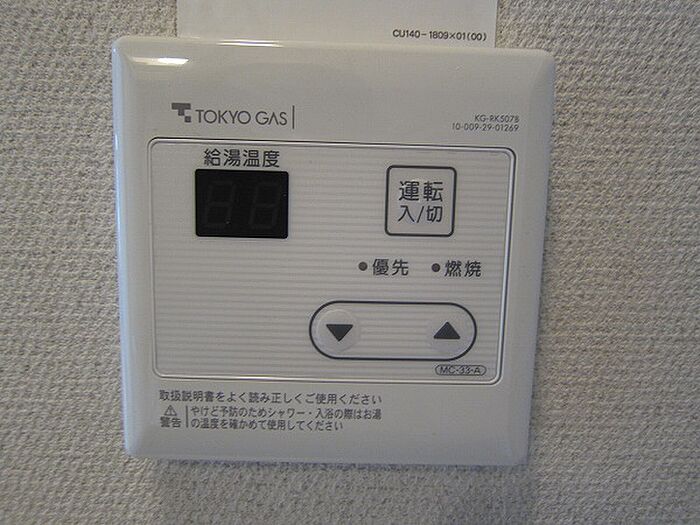 CU140-1809×01(00)
TOKYO GAS
KG-RK507B
10-009-29-01269
給湯温度
運転
入/切
優先 燃焼
MC-33-A
取扱説明書をよく読み正しくご使用ください
警告
やけど予防のためシャワー・入浴の際はお湯
の温度を確かめて使用してください